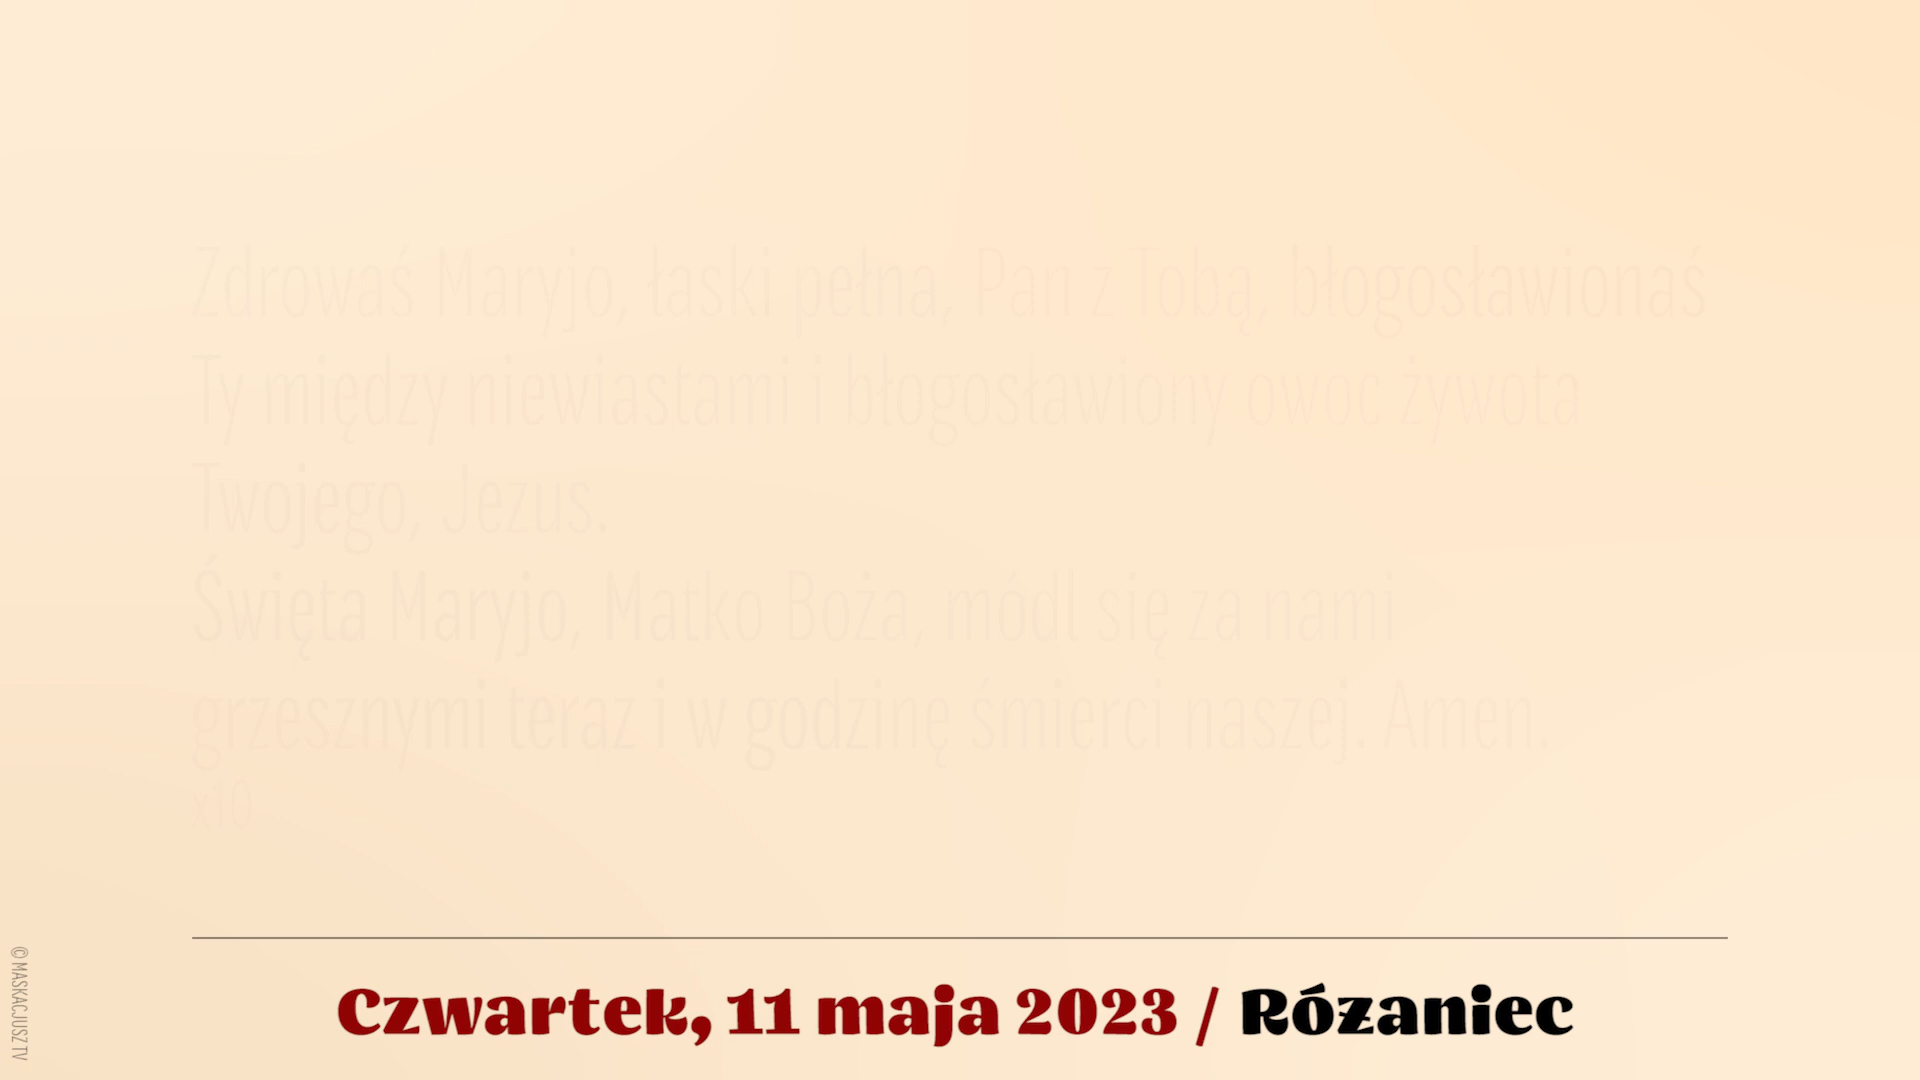 Zdrowaś Maryjo, łaski pełna, Pan z Tobą, błogosławionaś
Ty między niewiastami i błogosławiony owoc żywota
Twojego, Jezus.
Święta Maryjo, Matko Boża, módl się za nami
grzesznymi teraz i w godzinę śmierci naszej. Amen.
x10
Czwartek, 11 maja 2023 / Różaniec
© MASKACJUSZ TV